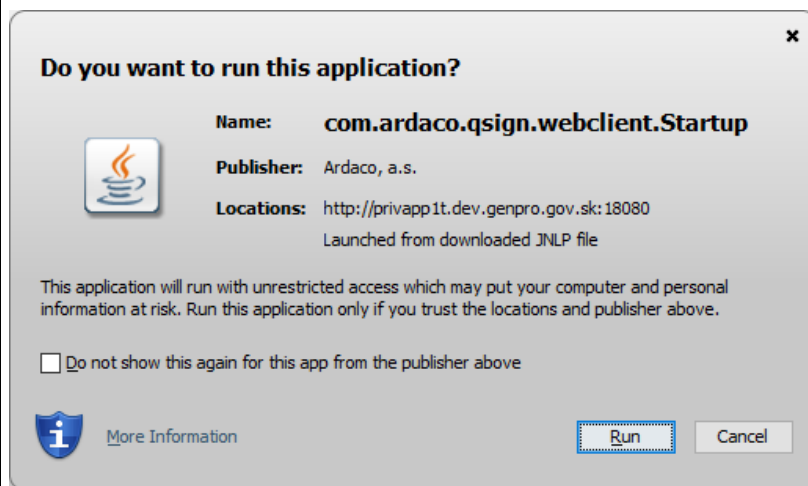 Do you want to run this application?
Name: com.ardaco.qsign.webclient.Startup
Publisher: Ardaco, a.s.
Locations: http://privapp1t.dev.genpro.gov.sk:18080
Launched from downloaded JNLP file
This application will run with unrestricted access which may put your computer and personal
information at risk. Run this application only if you trust the locations and publisher above.
Do not show this again for this app from the publisher above
More Information
Run
Cancel